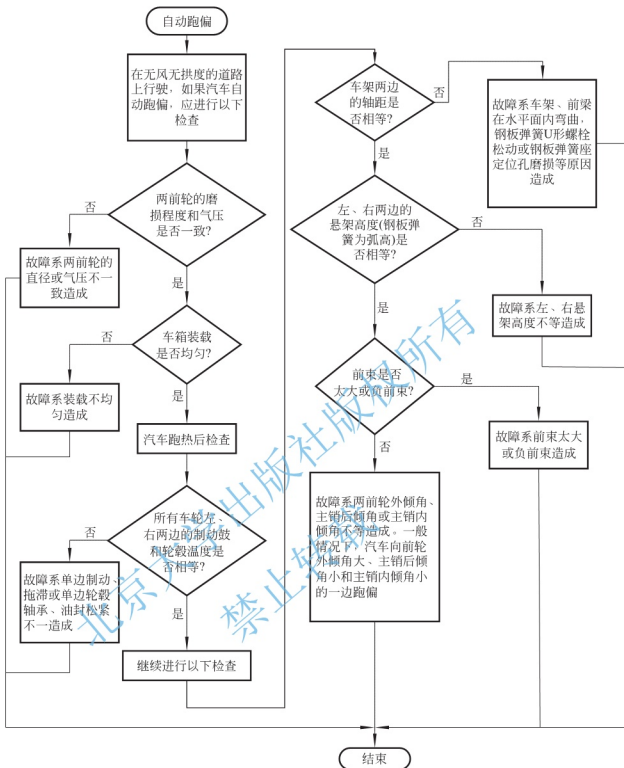 自动跑偏
在无风无拱度的道路
上行驶，如果汽车
自动跑偏，应进行以下
检查
两前轮的磨
损程度和气压
是否一致?
否
故障系两前轮的
直径或气压不一
致造成
是
车箱装载
是否均匀?
否
故障系装载不均
匀造成
是
汽车跑热后检查
所有车轮左、
右两边的制动鼓
和轮毂温度是
否相等?
否
故障系单边制动、
拖滞或单边轮毂
轴承、油封松紧
不一造成
是
继续进行以下检查
车架两边
的轴距是
否相等?
否
故障系车架、前梁
在水平面内弯曲，
钢板弹簧U形螺栓
松动或钢板弹簧座
定位孔磨损等原因
造成
是
左、右两边的
悬架高度(钢板弹
簧为弧高)是
否相等?
否
故障系左、右悬
架高度不等造成
是
前束是否
太大或负前束?
是
故障系前束太大
或负前束造成
否
故障系两前轮外倾角、
主销后倾角或主销内
倾角不等造成。一般
情况下，汽车向前轮
外倾角大、主销后倾
角小和主销内倾角小
的一边跑偏
结束
北京大学出版社版权所有
禁止转载